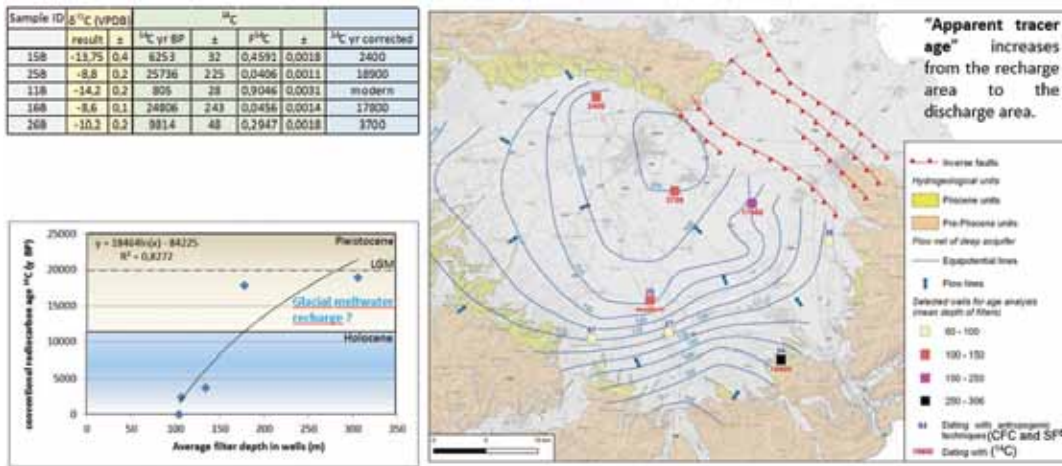 Sample ID δ¹³C (VPDB) ¹⁴C
result ± ¹⁴C yr BP ± F¹⁴C ± ¹⁴C yr corrected
15B -13,75 0,4 6253 32 0,4591 0,0018 2400
25B -8,8 0,2 25736 225 0,0406 0,0011 18900
11B -14,2 0,2 805 28 0,9046 0,0031 modern
16B -8,6 0,1 24806 243 0,0456 0,0014 17800
26B -10,2 0,2 9814 48 0,2947 0,0018 3700
conventional radiocarbon age ¹⁴C (y BP)
25000
20000
15000
10000
5000
0
y = 18464ln(x) - 84225
R² = 0,8272
Pleistocene
LGM
Glacial meltwater
recharge ?
Holocene
0 50 100 150 200 250 300 350
Average filter depth in wells (m)
"Apparent tracer
age" increases
from the recharge
area to the
discharge area.
Inverse faults
Hydrogeological units
Pliocene units
Pre-Pliocene units
Flow net of deep acquifer
Equipotential lines
Flow lines
Selected wells for age analysis
(mean depth of filters)
60 - 100
100 - 150
150 - 250
250 - 306
Dating with antropogenic
techniques (CFC and SF⁶
Dating with (¹⁴C)